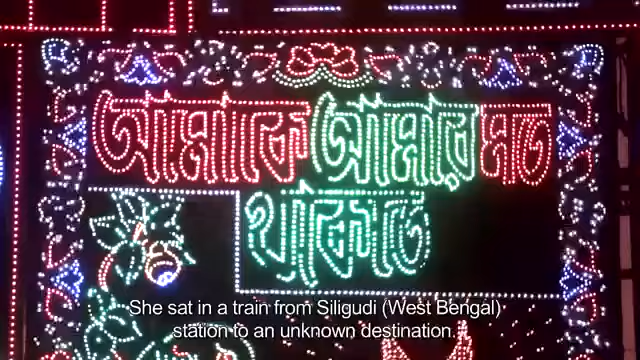 আমাকে আমার মত
থাকতে
She sat in a train from Siligudi (West Bengal)
station to an unknown destination.